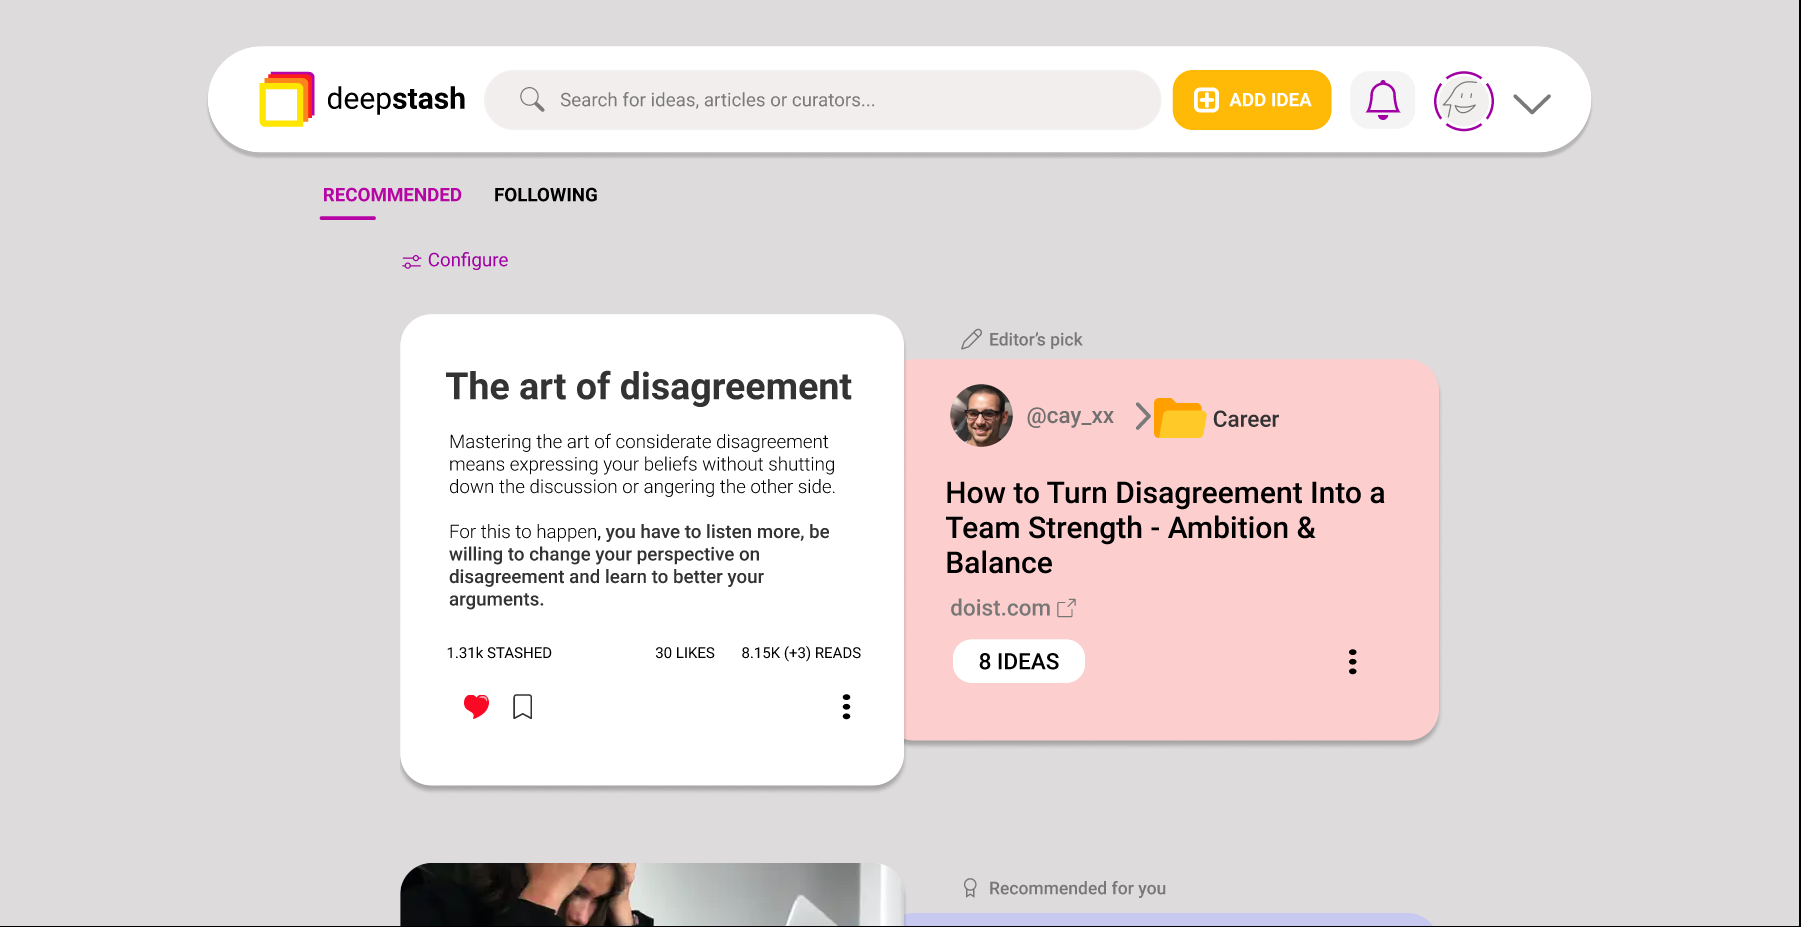 deepstash
Search for ideas, articles or curators...
ADD IDEA
RECOMMENDED
FOLLOWING
Configure
The art of disagreement
Mastering the art of considerate disagreement
means expressing your beliefs without shutting
down the discussion or angering the other side.
For this to happen, you have to listen more, be
willing to change your perspective on
disagreement and learn to better your
arguments.
1.31k STASHED
30 LIKES
8.15K (+3) READS
Editor's pick
@cay_xx
Career
How to Turn Disagreement Into a
Team Strength - Ambition &
Balance
doist.com
8 IDEAS
Recommended for you